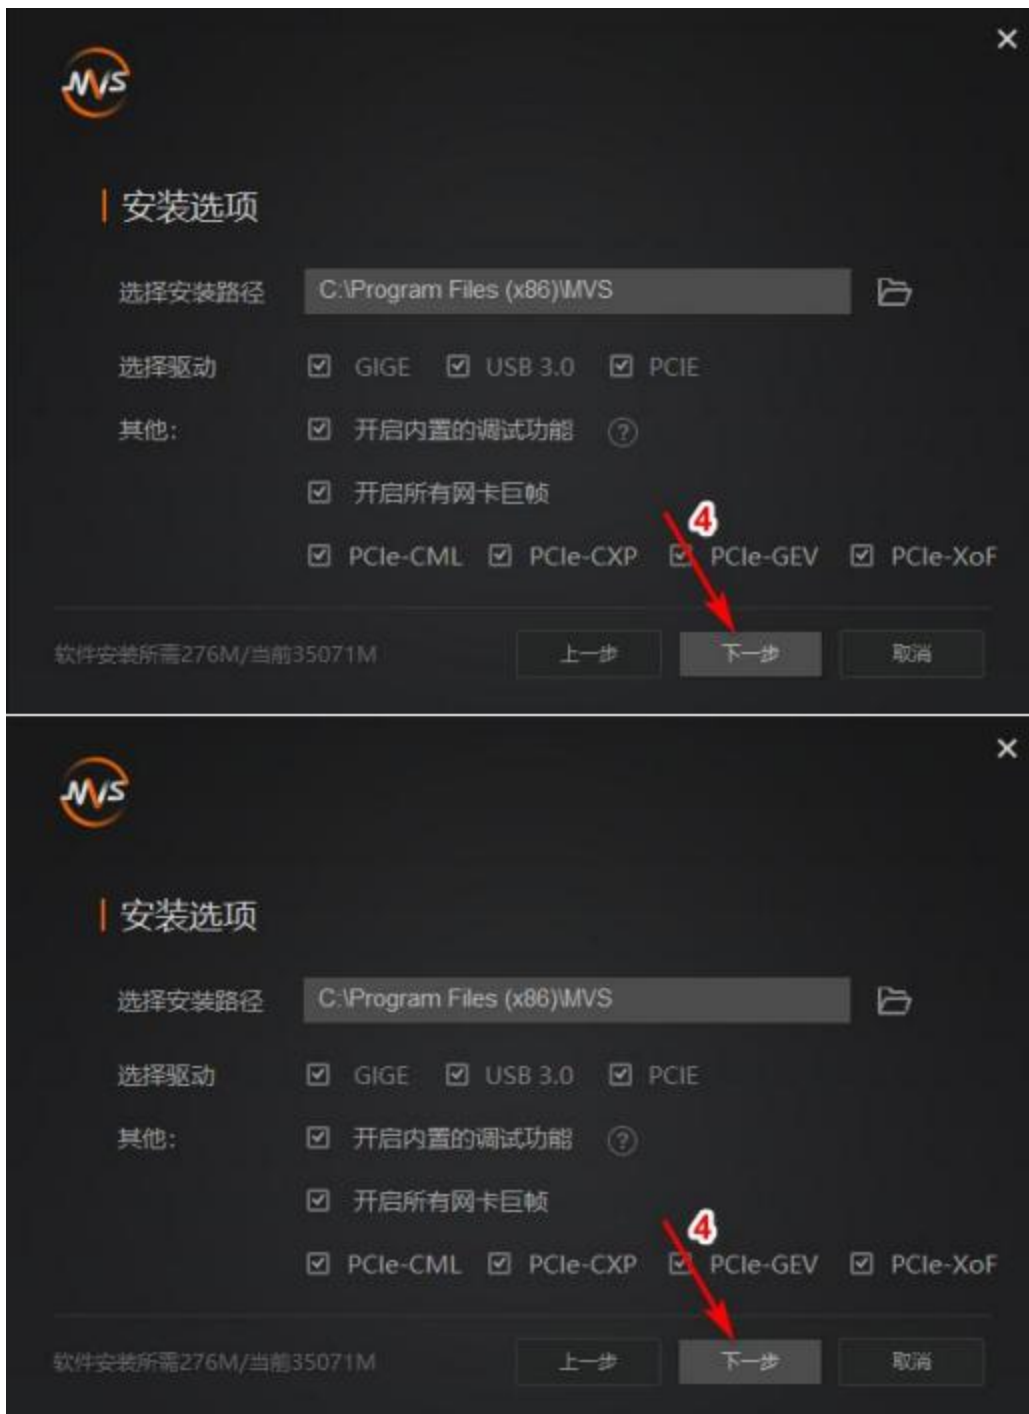 MVS
安装选项
选择安装路径 C:\Program Files (x86)\MVS
选择驱动 GIGE USB 3.0 PCIE
其他: 开启内置的调试功能 ?
开启所有网卡巨帧
4
PCIe-CML PCIe-CXP PCIe-GEV PCIe-XoF
软件安装所需276M/当前35071M 上一步 下一步 取消
MVS
安装选项
选择安装路径 C:\Program Files (x86)\MVS
选择驱动 GIGE USB 3.0 PCIE
其他: 开启内置的调试功能 ?
开启所有网卡巨帧
4
PCIe-CML PCIe-CXP PCIe-GEV PCIe-XoF
软件安装所需276M/当前35071M 上一步 下一步 取消